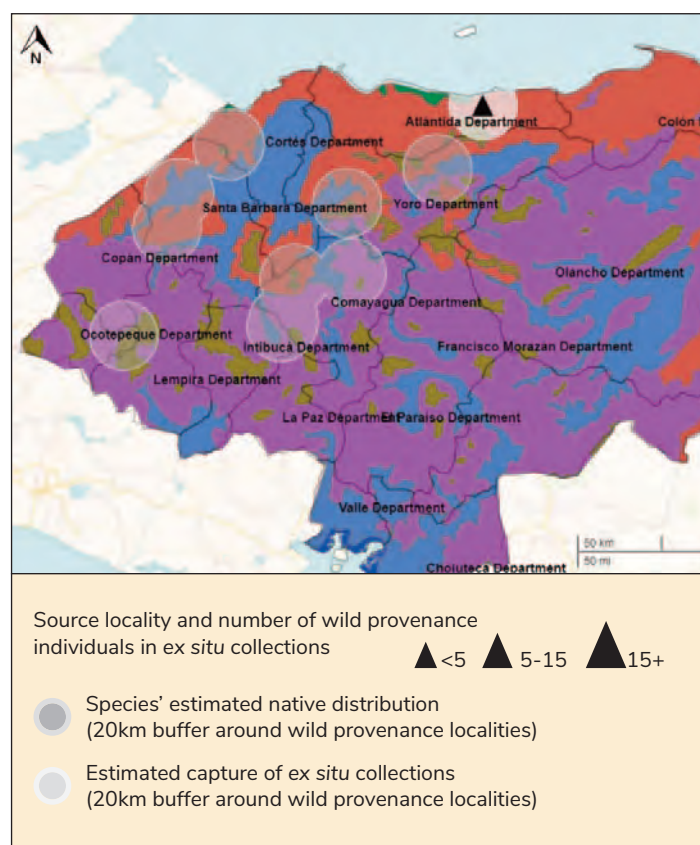 N
Atlantida Department
Colón
Cortés Department
Santa Barbara Department
Yoro Department
Copán Department
Olancho Department
Comayagua Department
Ocotepeque Department
Intibucá Department
Francisco Morazan Department
Lempira Department
La Paz Department
El Paraiso Department
Valle Department
50 km
50 mi
Choluteca Department
Source locality and number of wild provenance
individuals in ex situ collections
<5 5-15 15+
Species’ estimated native distribution
(20km buffer around wild provenance localities)
Estimated capture of ex situ collections
(20km buffer around wild provenance localities)